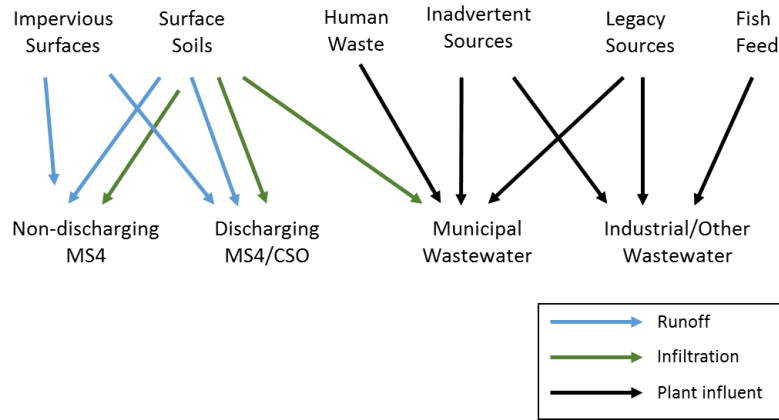 Impervious
Surfaces
Surface
Soils
Human
Waste
Inadvertent
Sources
Legacy
Sources
Fish
Feed
Non-discharging
MS4
Discharging
MS4/CSO
Municipal
Wastewater
Industrial/Other
Wastewater
Runoff
Infiltration
Plant influent